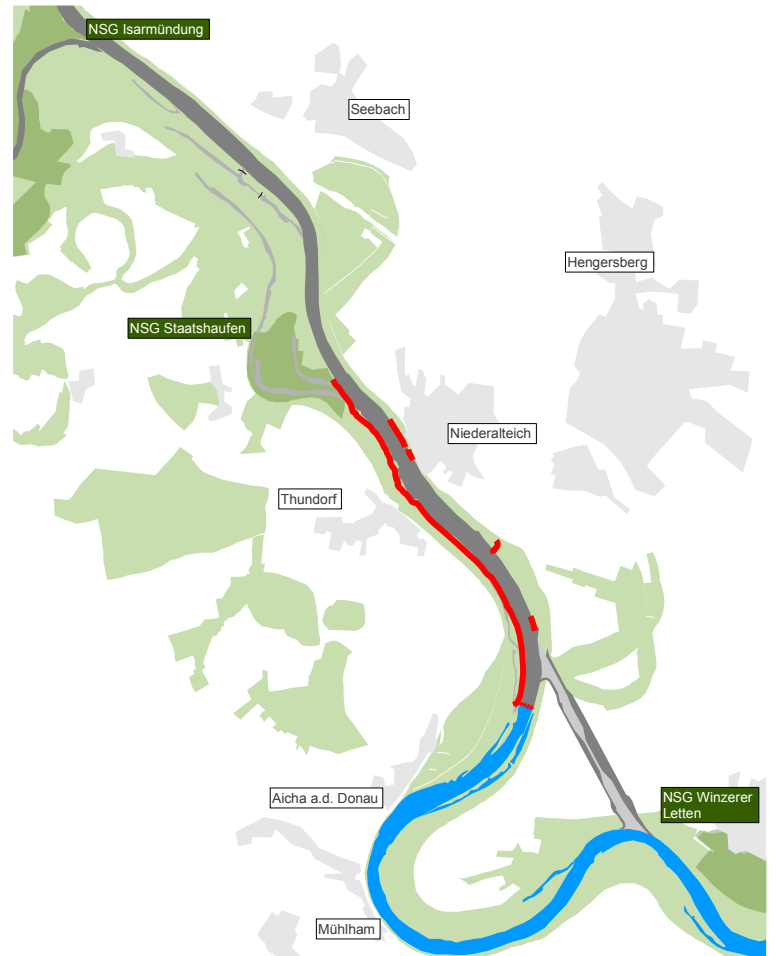 NSG Isarmündung
Seebach
Hengersberg
NSG Staatshaufen
Niederalteich
Thundorf
Aicha a.d. Donau
NSG Winzerer
Letten
Mühlham